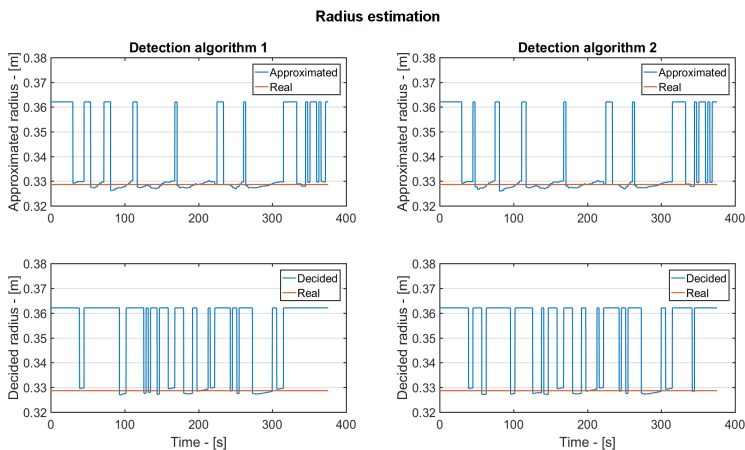 Radius estimation
Detection algorithm 1
Approximated radius - [m]
0.38
0.37
0.36
0.35
0.34
0.33
0.32
0
100
200
300
400
Approximated
Real
Detection algorithm 2
Approximated radius - [m]
0.38
0.37
0.36
0.35
0.34
0.33
0.32
0
100
200
300
400
Approximated
Real
Decided radius - [m]
0.38
0.37
0.36
0.35
0.34
0.33
0.32
0
100
200
300
400
Time - [s]
Decided
Real
Decided radius - [m]
0.38
0.37
0.36
0.35
0.34
0.33
0.32
0
100
200
300
400
Time - [s]
Decided
Real